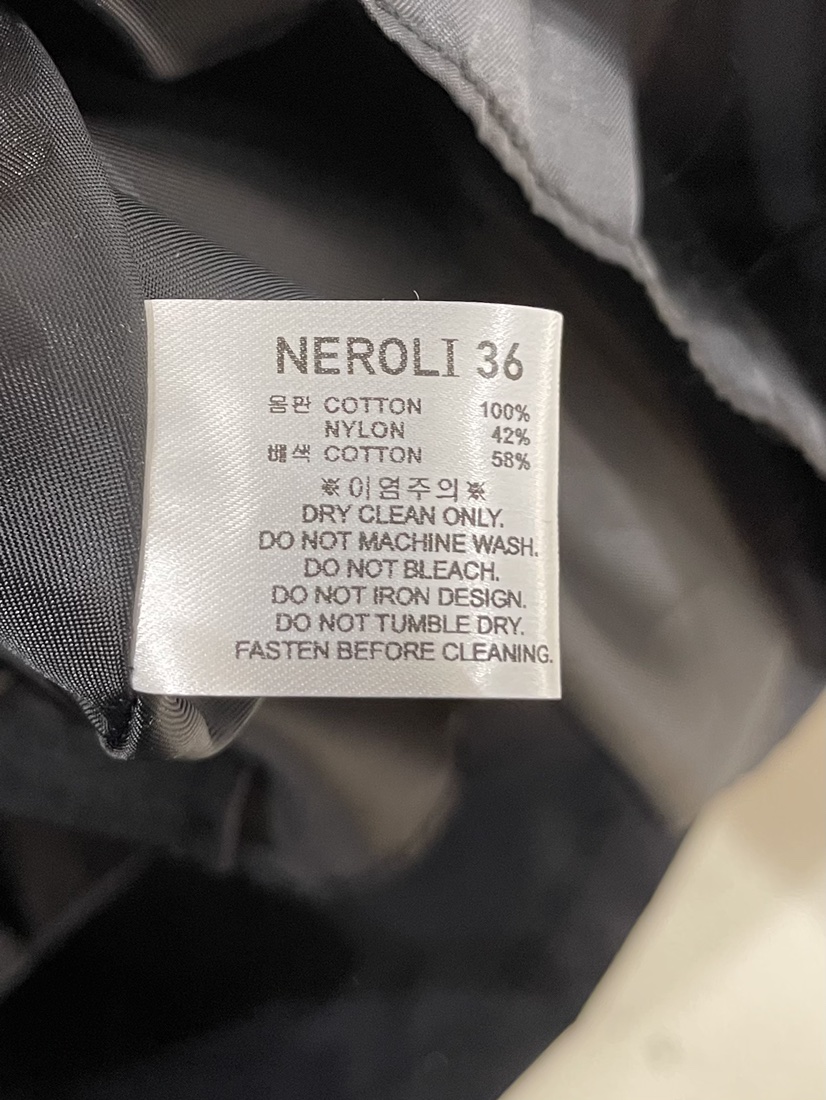 NEROLI 36
몸판 COTTON 100%
NYLON 42%
배색 COTTON 58%
※이염주의※
DRY CLEAN ONLY.
DO NOT MACHINE WASH.
DO NOT BLEACH.
DO NOT IRON DESIGN.
DO NOT TUMBLE DRY.
FASTEN BEFORE CLEANING.